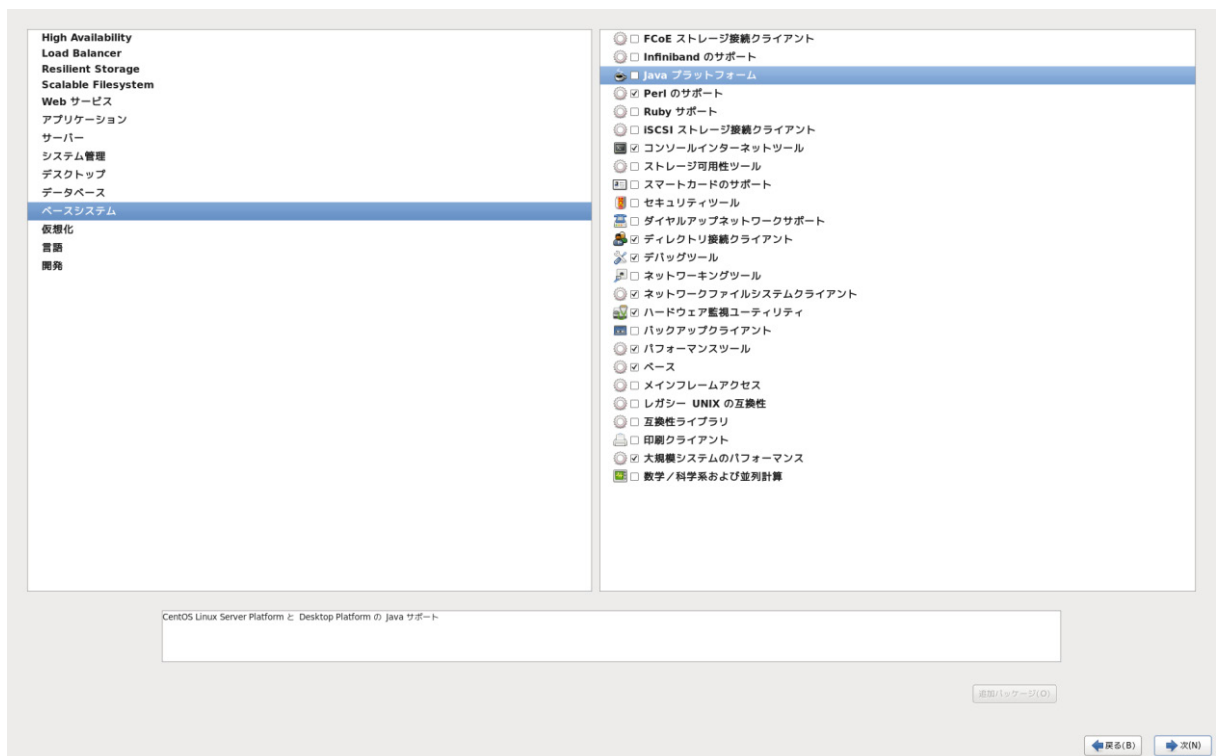 High Availability
Load Balancer
Resilient Storage
Scalable Filesystem
Web サービス
アプリケーション
サーバー
システム管理
デスクトップ
データベース
ベースシステム
仮想化
言語
開発
FCoE ストレージ接続クライアント
Infiniband のサポート
Java プラットフォーム
Perl のサポート
Ruby サポート
iSCSI ストレージ接続クライアント
コンソールインターネットツール
ストレージ可用性ツール
スマートカードのサポート
セキュリティツール
ダイヤルアップネットワークサポート
ディレクトリ接続クライアント
デバッグツール
ネットワーキングツール
ネットワークファイルシステムクライアント
ハードウェア監視ユーティリティ
バックアップクライアント
パフォーマンスツール
ベース
メインフレームアクセス
レガシー UNIX の互換性
互換性ライブラリ
印刷クライアント
大規模システムのパフォーマンス
数学／科学系および並列計算
CentOS Linux Server Platform と Desktop Platform の Java サポート
追加パッケージ(O)
戻る(B)
次(N)